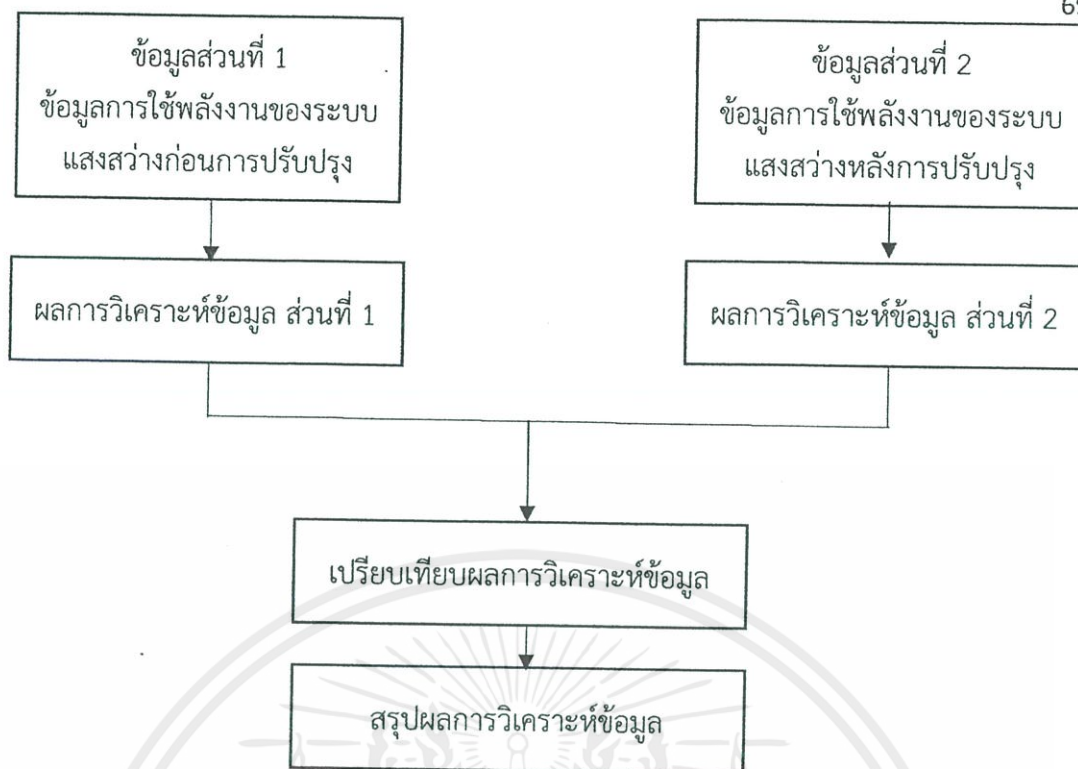 ข้อมูลส่วนที่ 1
ข้อมูลการใช้พลังงานของระบบ
แสงสว่างก่อนการปรับปรุง
ข้อมูลส่วนที่ 2
ข้อมูลการใช้พลังงานของระบบ
แสงสว่างหลังการปรับปรุง
ผลการวิเคราะห์ข้อมูล ส่วนที่ 1
ผลการวิเคราะห์ข้อมูล ส่วนที่ 2
เปรียบเทียบผลการวิเคราะห์ข้อมูล
สรุปผลการวิเคราะห์ข้อมูล